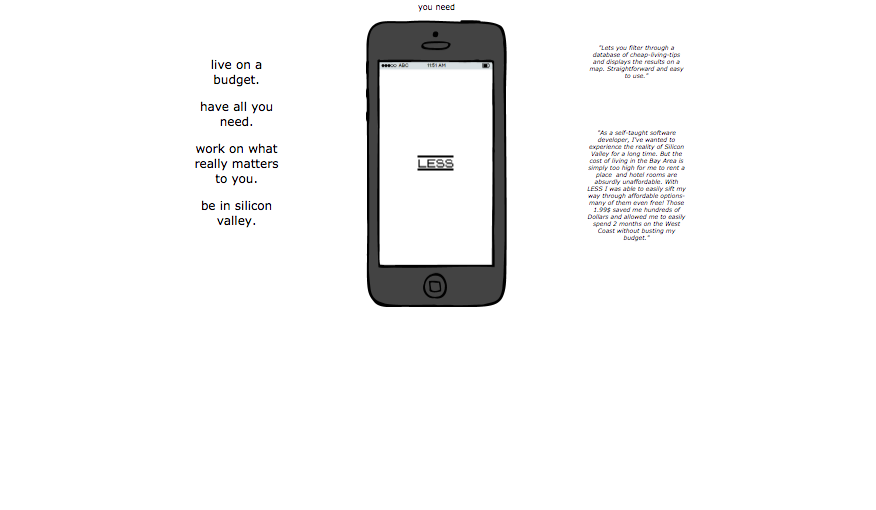 you need
live on a
budget.
have all you
need.
work on what
really matters
to you.
be in silicon
valley.
ABC 11:51 AM
LESS
"Lets you filter through a
database of cheap-living-tips
and displays the results on a
map. Straightforward and easy
to use."
"As a self-taught software
developer, I've wanted to
experience the reality of Silicon
Valley for a long time. But the
cost of living in the Bay Area is
simply too high for me to rent a
place and hotel rooms are
absurdly unaffordable. With
LESS I was able to easily sift my
way through affordable options-
many of them even free! Those
1.99$ saved me hundreds of
Dollars and allowed me to easily
spend 2 months on the West
Coast without busting my
budget."